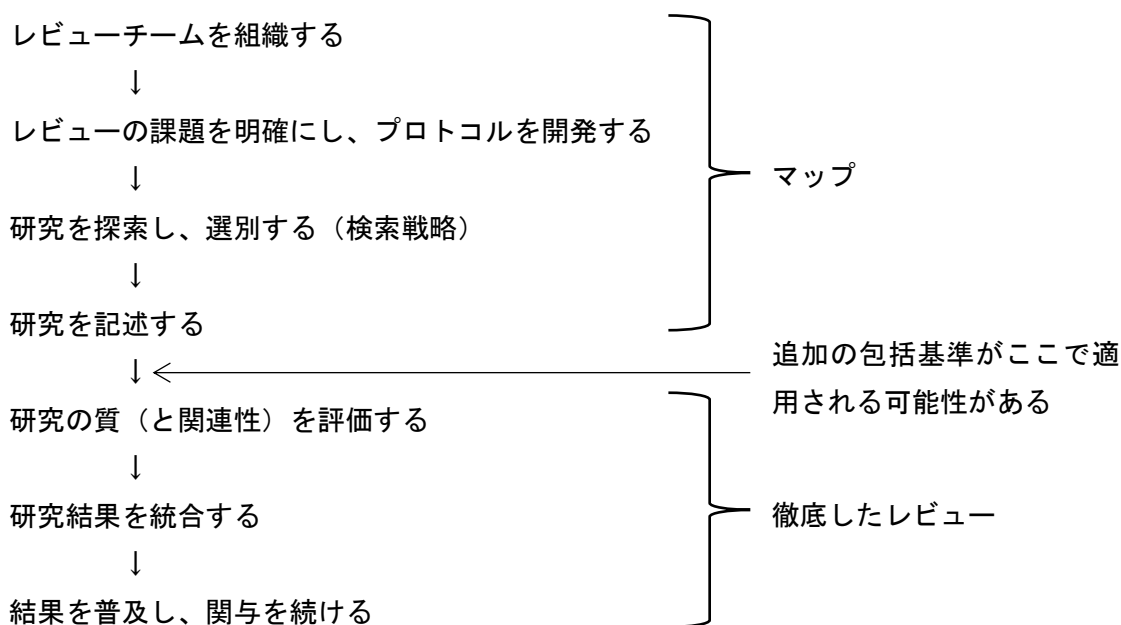 レビューチームを組織する
↓
レビューの課題を明確にし、プロトコルを開発する
↓
マップ
研究を探索し、選別する（検索戦略）
↓
研究を記述する
↓
追加の包括基準がここで適
用される可能性がある
研究の質（と関連性）を評価する
↓
研究結果を統合する
徹底したレビュー
↓
結果を普及し、関与を続ける